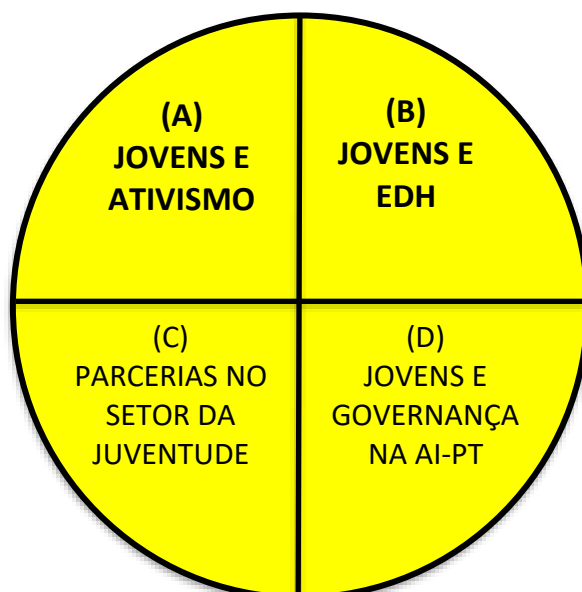 (A)
JOVENS E
ATIVISMO
(B)
JOVENS E
EDH
(C)
PARCERIAS NO
SETOR DA
JUVENTUDE
(D)
JOVENS E
GOVERNANÇA
NA AI-PT